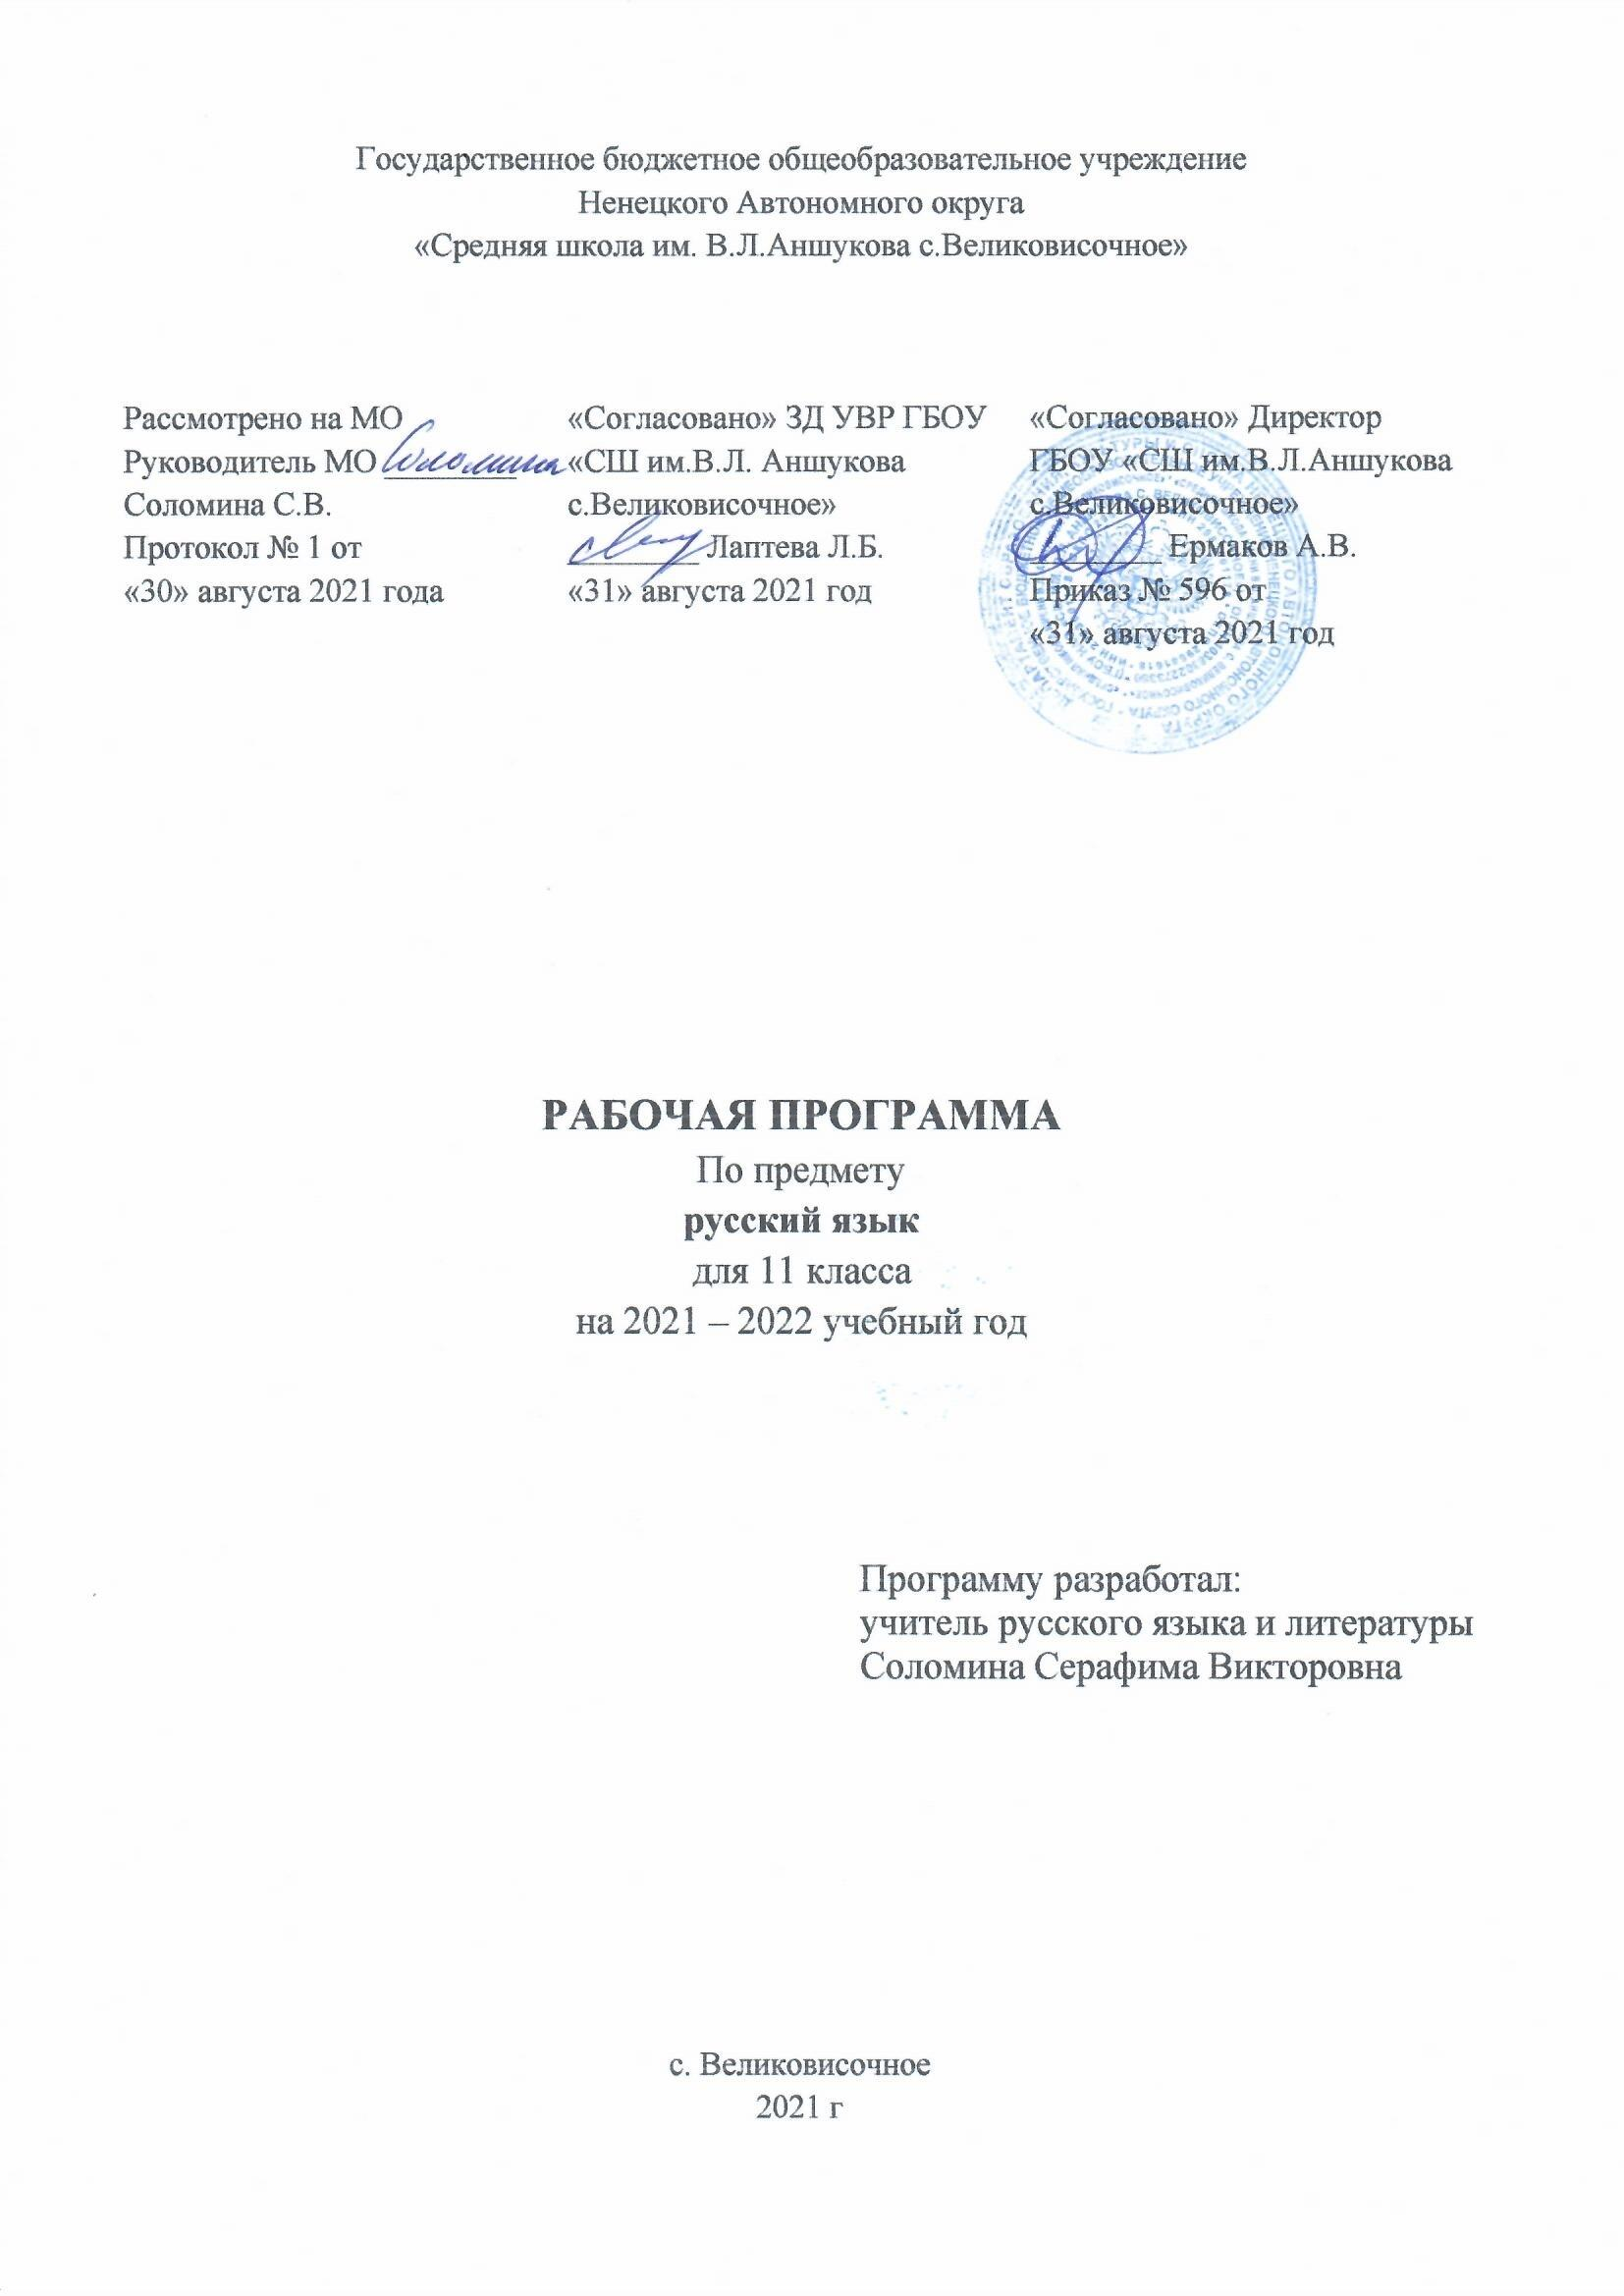 Государственное бюджетное общеобразовательное учреждение
Ненецкого Автономного округа
«Средняя школа им. В.Л.Аншукова с.Великовисочное»
Рассмотрено на МО
Руководитель МО Соломина
Соломина С.В.
Протокол № 1 от
«30» августа 2021 года
«Согласовано» ЗД УВР ГБОУ
«СШ им.В.Л. Аншукова
с.Великовисочное»
________ Лаптева Л.Б.
«31» августа 2021 год
«Согласовано» Директор
ГБОУ «СШ им.В.Л.Аншукова
с.Великовисочное»
________ Ермаков А.В.
Приказ № 596 от
«31» августа 2021 год
РАБОЧАЯ ПРОГРАММА
По предмету
русский язык
для 11 класса
на 2021 – 2022 учебный год
Программу разработал:
учитель русского языка и литературы
Соломина Серафима Викторовна
с. Великовисочное
2021 г